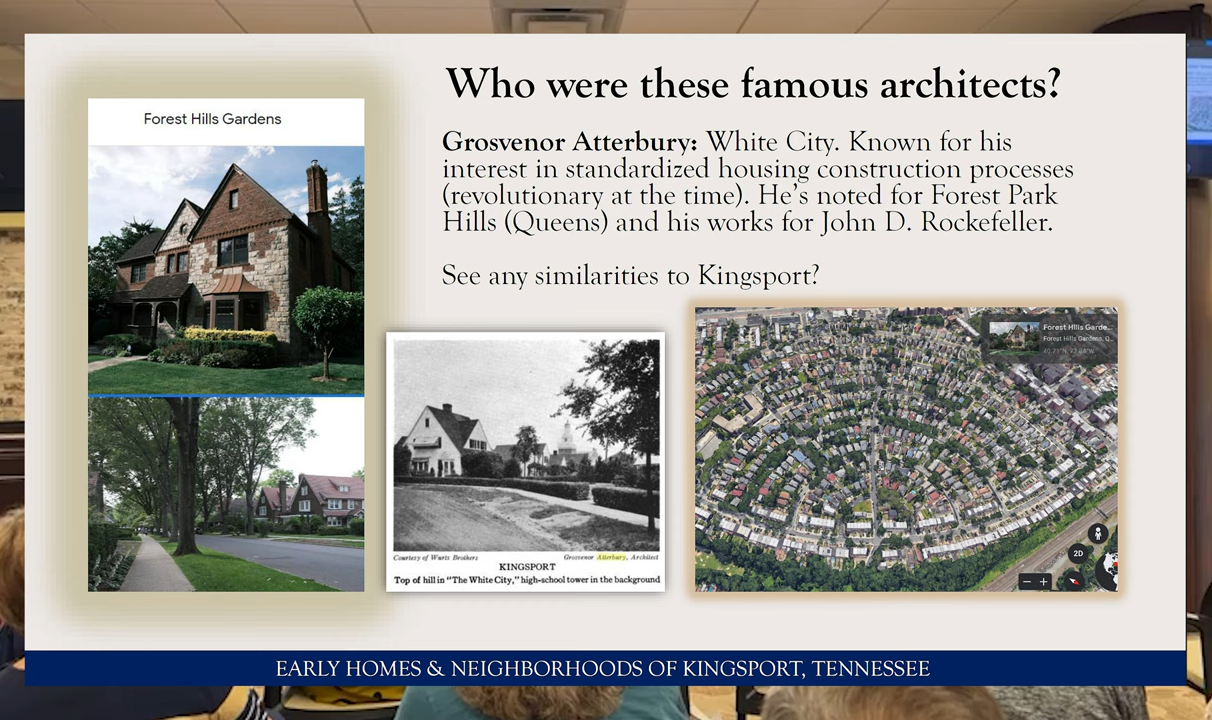 Who were these famous architects?
Forest Hills Gardens
Grosvenor Atterbury: White City. Known for his
interest in standardized housing construction processes
(revolutionary at the time). He's noted for Forest Park
Hills (Queens) and his works for John D. Rockefeller.
See any similarities to Kingsport?
Forest Hills Garde...
Forest Hills Gardens, Q...
2D
Courtesy of Wurts Brothers
Grosvenor Atterbury, Architect
KINGSPORT
Top of hill in "The White City," high-school tower in the background
EARLY HOMES & NEIGHBORHOODS OF KINGSPORT, TENNESSEE